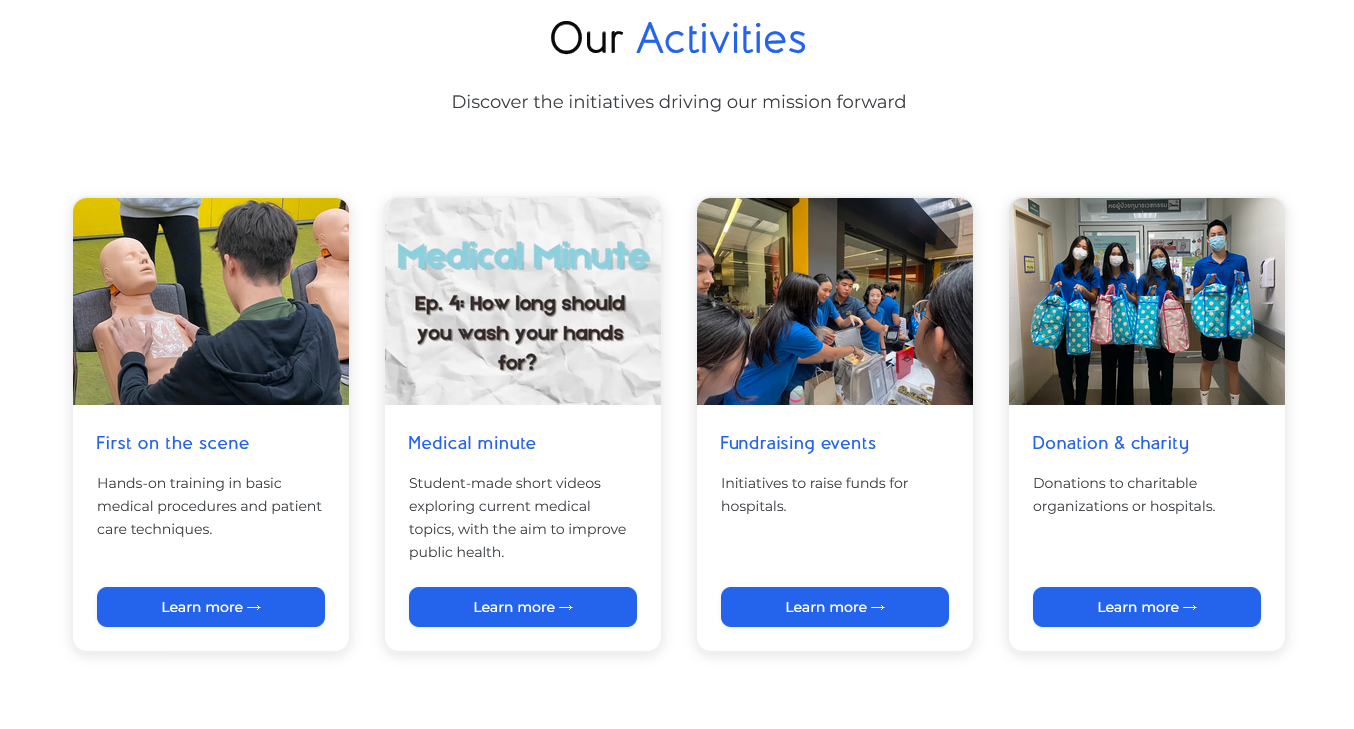 Our Activities
Discover the initiatives driving our mission forward
Medical Minute
Ep. 4: How long should
you wash your hands
for?
First on the scene
Hands-on training in basic
medical procedures and patient
care techniques.
Learn more →
Medical minute
Student-made short videos
exploring current medical
topics, with the aim to improve
public health.
Learn more →
Fundraising events
Initiatives to raise funds for
hospitals.
Learn more →
Donation & charity
Donations to charitable
organizations or hospitals.
Learn more →